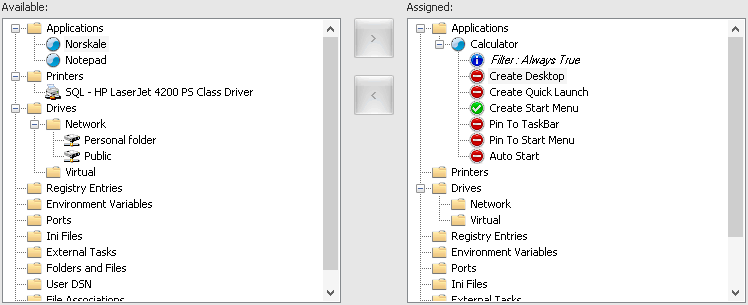 Available:
Applications
Norskale
Notepad
Printers
SQL - HP LaserJet 4200 PS Class Driver
Drives
Network
Personal folder
Public
Virtual
Registry Entries
Environment Variables
Ports
Ini Files
External Tasks
Folders and Files
User DSN
File Associations
>
<
Assigned:
Applications
Calculator
Filter : Always True
Create Desktop
Create Quick Launch
Create Start Menu
Pin To TaskBar
Pin To Start Menu
Auto Start
Printers
Drives
Network
Virtual
Registry Entries
Environment Variables
Ports
Ini Files
External Tasks